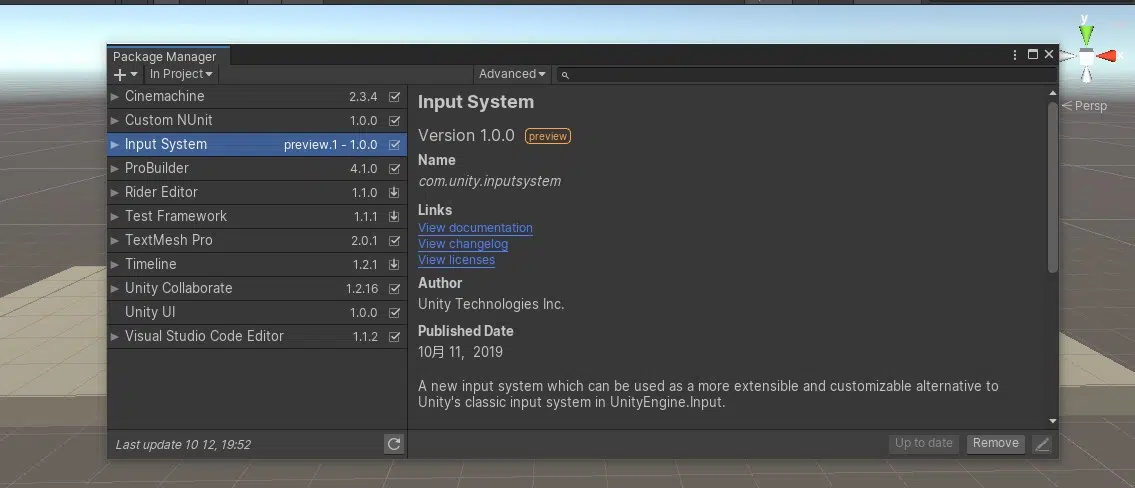 Package Manager
In Project
Advanced
Cinemachine 2.3.4
Custom NUnit 1.0.0
Input System preview.1 - 1.0.0
ProBuilder 4.1.0
Rider Editor 1.1.0
Test Framework 1.1.1
TextMesh Pro 2.0.1
Timeline 1.2.1
Unity Collaborate 1.2.16
Unity UI 1.0.0
Visual Studio Code Editor 1.1.2
Last update 10 12, 19:52
Input System
Version 1.0.0 preview
Name
com.unity.inputsystem
Links
View documentation
View changelog
View licenses
Author
Unity Technologies Inc.
Published Date
10月 11, 2019
A new input system which can be used as a more extensible and customizable alternative to
Unity's classic input system in UnityEngine.Input.
Up to date Remove
y
x
Persp